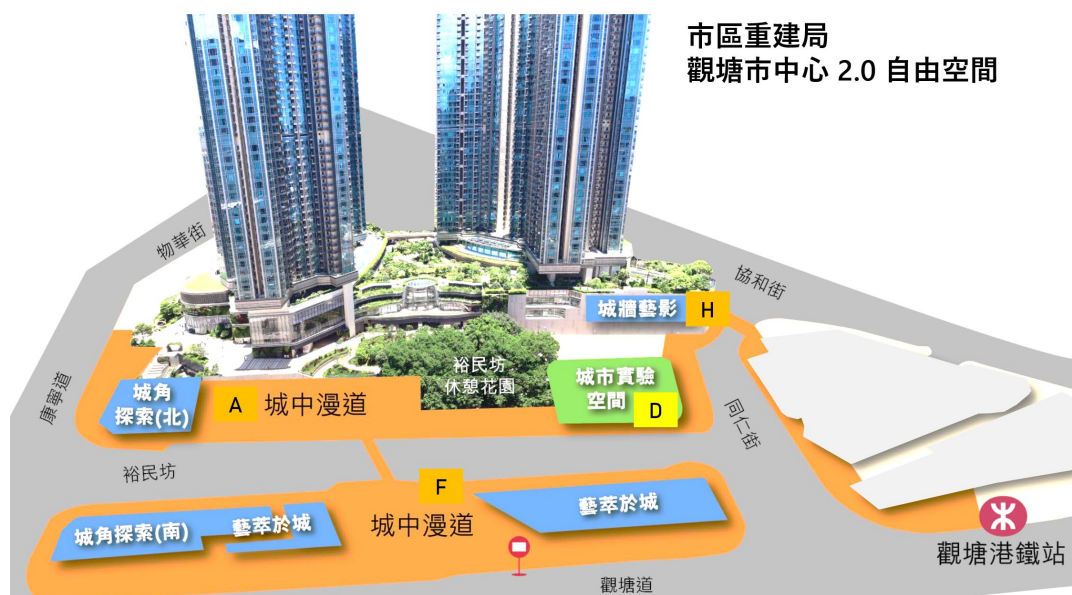 市區重建局
觀塘市中心 2.0 自由空間
物華街
協和街
城牆藝影
H
裕民坊
休憩花園
城市實驗
空間
D
康寧道
城角
探索(北)
A
城中漫道
同仁街
裕民坊
F
城角探索(南)
藝萃於城
城中漫道
藝萃於城
觀塘港鐵站
觀塘道